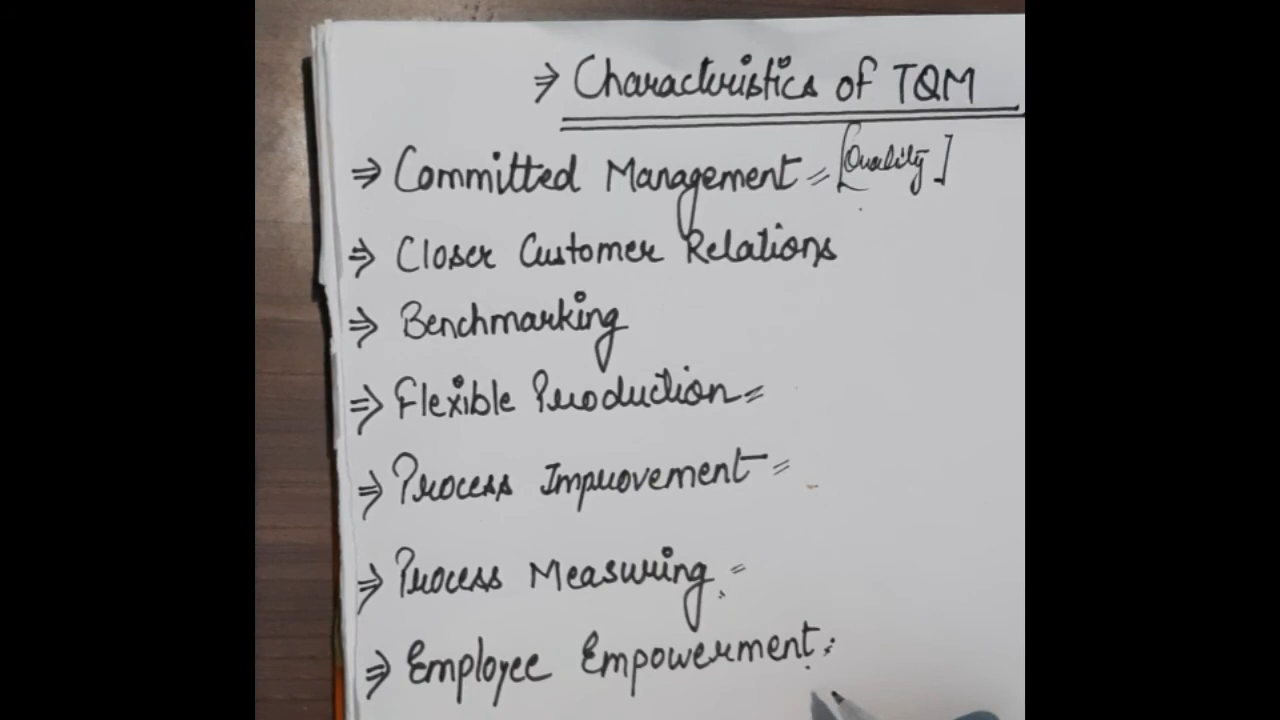 ⇒ Characteristics of TQM
⇒ Committed Management = [Quality]
⇒ Closer Customer Relations
⇒ Benchmarking
⇒ Flexible Production =
⇒ Process Improvement =
⇒ Process Measuring =
⇒ Employee Empowerment